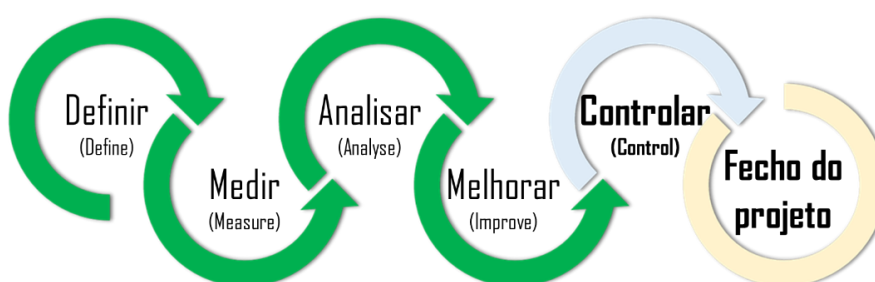 Definir
(Define)
Medir
(Measure)
Analisar
(Analyse)
Melhorar
(Improve)
Controlar
(Control)
Fecho do
projeto